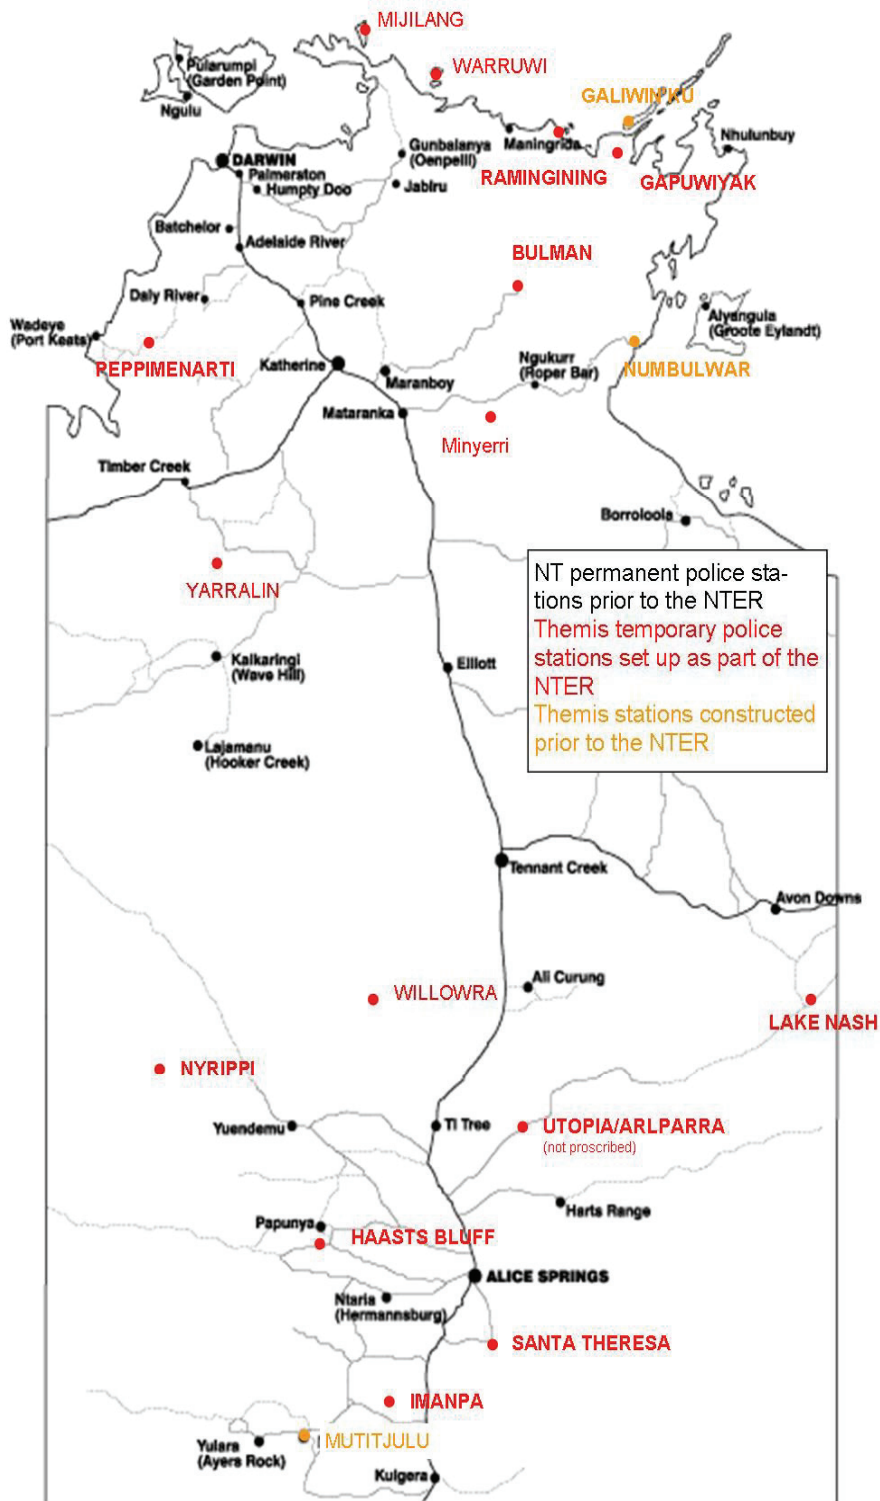 MIJILANG
WARRUWI
Pularumpi
(Garden Point)
GALIWIN'KU
Ngulu
Gunbalanya
(Oenpelli)
Maningrida
Nhulunbuy
DARWIN
Palmerston
Humpty Doo
Jabiru
RAMINGINING
GAPUWIYAK
Batchelor
Adelaide River
BULMAN
Daly River
Pine Creek
Alyangula
(Groote Eylandt)
Wadeye
(Port Keats)
PEPPIMENARTI
Katherine
Maranboy
Ngukurr
(Roper Bar)
NUMBULWAR
Mataranka
Minyerri
Timber Creek
Borroloola
YARRALIN
NT permanent police sta-
tions prior to the NTER
Themis temporary police
stations set up as part of the
NTER
Themis stations constructed
prior to the NTER
Kalkaringi
(Wave Hill)
Elliott
Lajamanu
(Hooker Creek)
Tennant Creek
Avon Downs
Ali Curung
WILLOWRA
LAKE NASH
NYRIPPI
Yuendemu
Ti Tree
UTOPIA/ARLPARRA
(not proscribed)
Harts Range
Papunya
HAASTS BLUFF
ALICE SPRINGS
Ntaria
(Hermannsburg)
SANTA THERESA
IMANPA
MUTITJULU
Yulara
(Ayers Rock)
Kulgera